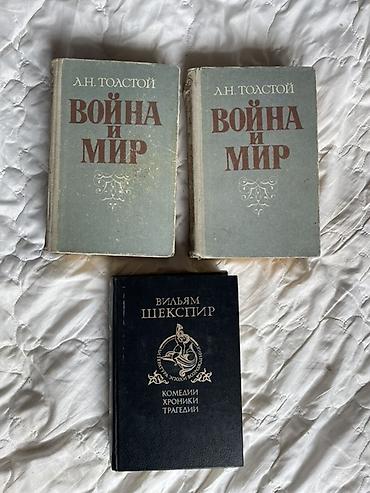 Л.Н. ТОЛСТОЙ
ВОЙНА
И
МИР
Л.Н. ТОЛСТОЙ
ВОЙНА
И
МИР
ВИЛЬЯМ
ШЕКСПИР
КОМЕДИИ
ХРОНИКИ
ТРАГЕДИИ